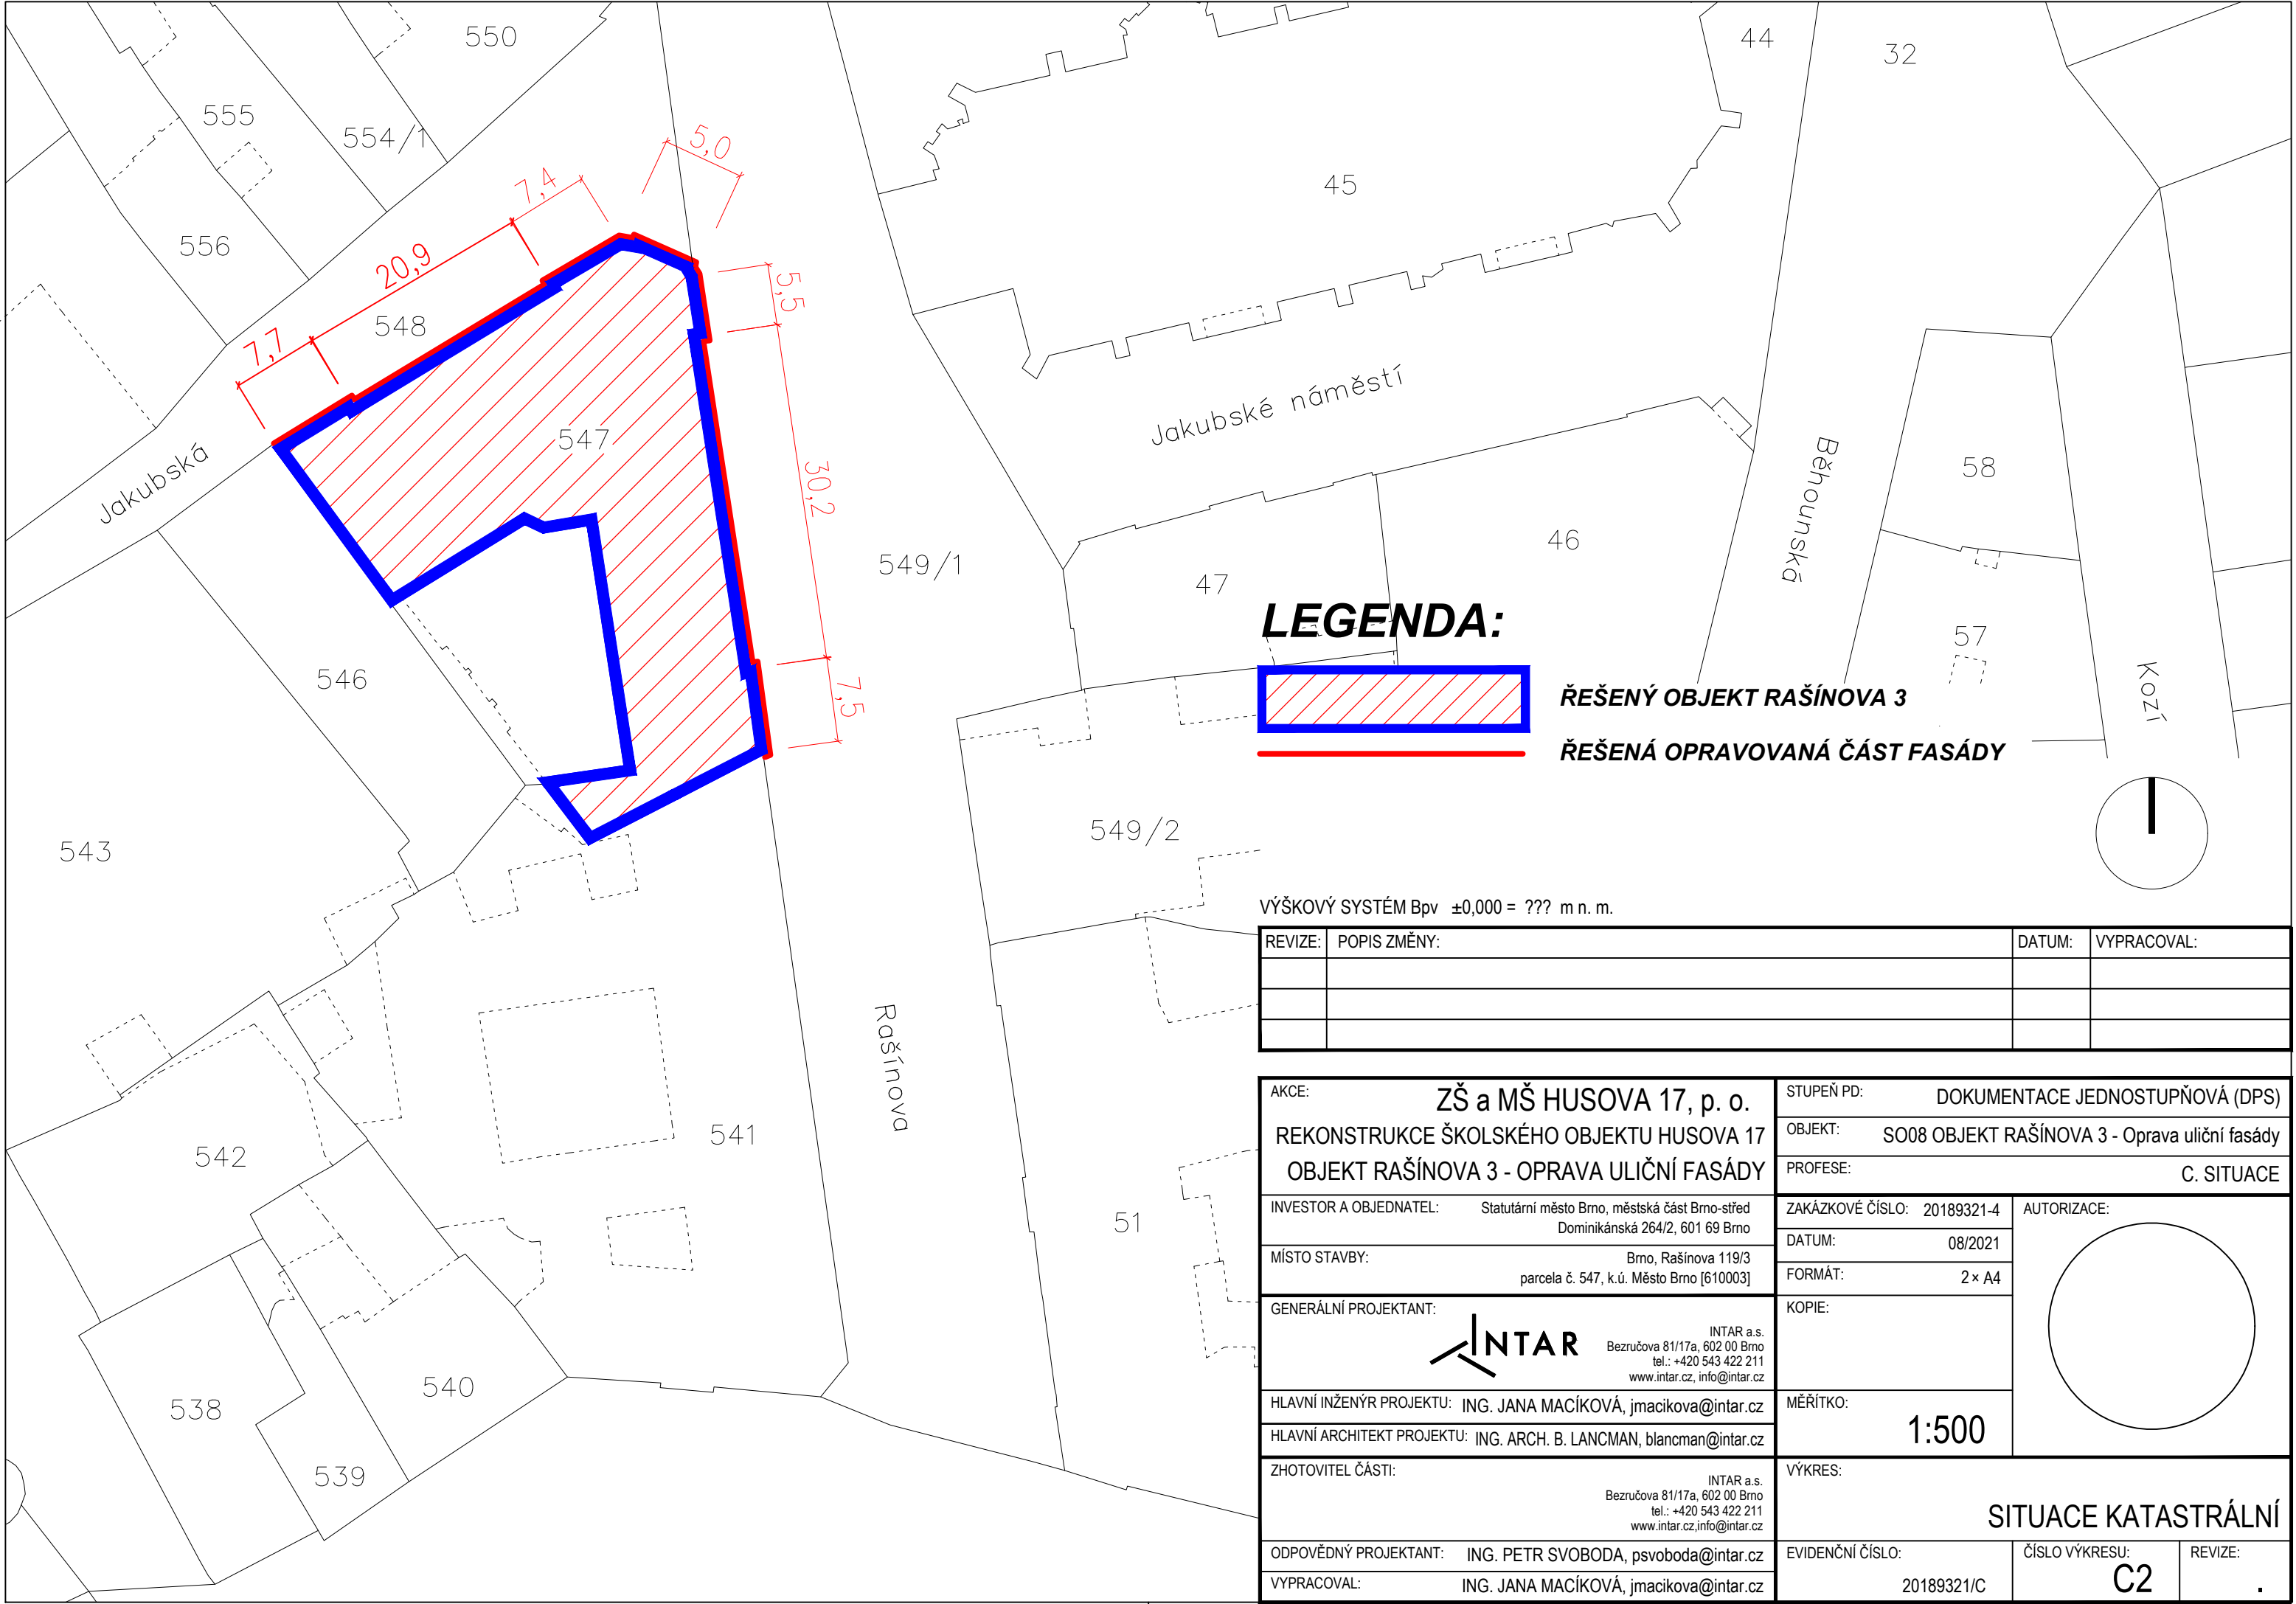 550
44
32
555
554/1
5,0
45
7,4
556
20,9
5,5
548
7,7
Jakubské náměstí
547
Jakubská
Běhounská
58
30,2
46
549/1
47
LEGENDA:
57
546
7,5
Kozí
ŘEŠENÝ OBJEKT RAŠÍNOVA 3
ŘEŠENÁ OPRAVOVANÁ ČÁST FASÁDY
549/2
543
VÝŠKOVÝ SYSTÉM Bpv ±0,000 = ??? m n. m.
REVIZE: POPIS ZMĚNY: DATUM: VYPRACOVAL:
Rašínova
541
542
51
538
540
539
AKCE: ZŠ a MŠ HUSOVA 17, p. o.
REKONSTRUKCE ŠKOLSKÉHO OBJEKTU HUSOVA 17
OBJEKT RAŠÍNOVA 3 - OPRAVA ULIČNÍ FASÁDY
STUPEŇ PD: DOKUMENTACE JEDNOSTUPŇOVÁ (DPS)
OBJEKT: SO08 OBJEKT RAŠÍNOVA 3 - Oprava uliční fasády
PROFESE: C. SITUACE
INVESTOR A OBJEDNATEL: Statutární město Brno, městská část Brno-střed
Dominikánská 264/2, 601 69 Brno
ZAKÁZKOVÉ ČÍSLO: 20189321-4
AUTORIZACE:
DATUM: 08/2021
MÍSTO STAVBY: Brno, Rašínova 119/3
parcela č. 547, k.ú. Město Brno [610003]
FORMÁT: 2 × A4
GENERÁLNÍ PROJEKTANT:
INTAR
INTAR a.s.
Bezručova 81/17a, 602 00 Brno
tel.: +420 543 422 211
www.intar.cz, info@intar.cz
KOPIE:
HLAVNÍ INŽENÝR PROJEKTU: ING. JANA MACÍKOVÁ, jmacikova@intar.cz
HLAVNÍ ARCHITEKT PROJEKTU: ING. ARCH. B. LANCMAN, blancman@intar.cz
MĚŘÍTKO:
1:500
ZHOTOVITEL ČÁSTI:
INTAR a.s.
Bezručova 81/17a, 602 00 Brno
tel.: +420 543 422 211
www.intar.cz,info@intar.cz
VÝKRES:
SITUACE KATASTRÁLNÍ
ODPOVĚDNÝ PROJEKTANT: ING. PETR SVOBODA, psvoboda@intar.cz
VYPRACOVAL: ING. JANA MACÍKOVÁ, jmacikova@intar.cz
EVIDENČNÍ ČÍSLO:
20189321/C
ČÍSLO VÝKRESU:
C2
REVIZE:
.